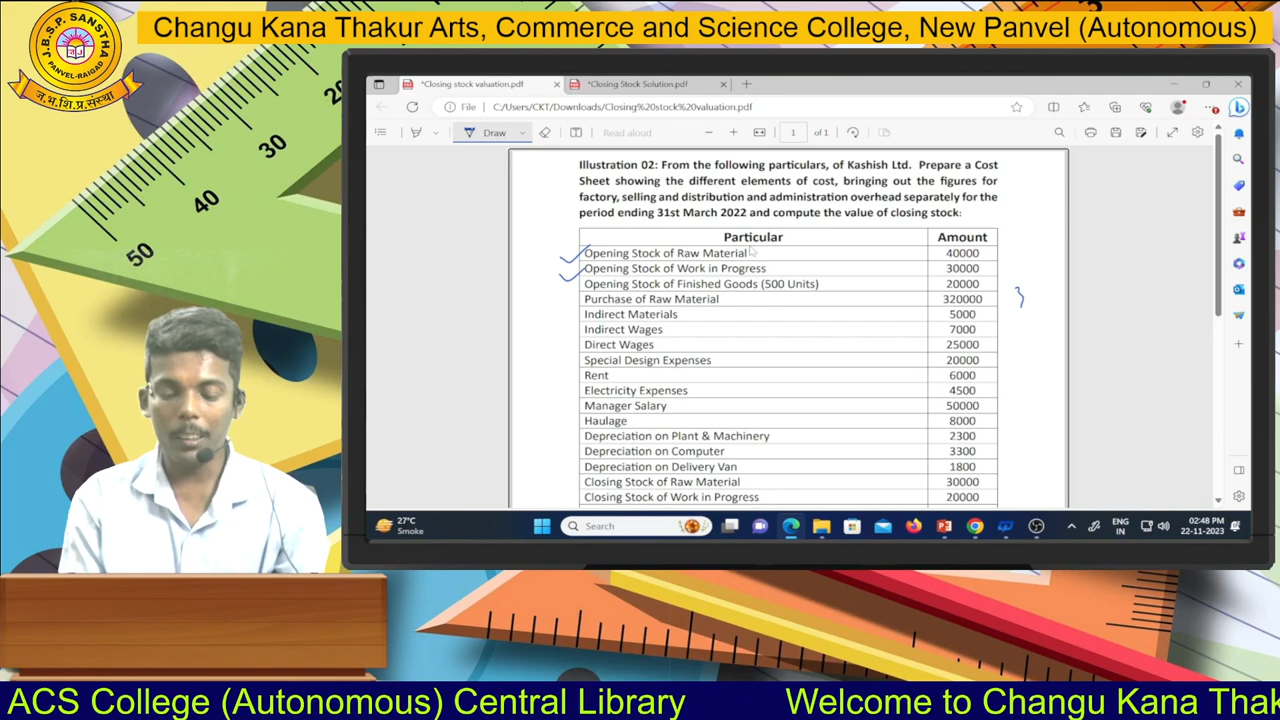 Changu Kana Thakur Arts, Commerce and Science College, New Panvel (Autonomous)
J.B.S.P. SANSTHA
PANVEL-RAIGAD
ज.भ.शि.प्र.संस्था
20
30
40
50
*Closing stock valuation.pdf
*Closing Stock Solution.pdf
File C:/Users/CKT/Downloads/Closing%20stock%20valuation.pdf
Draw
Read aloud
1 of 1
Illustration 02: From the following particulars, of Kashish Ltd. Prepare a Cost
Sheet showing the different elements of cost, bringing out the figures for
factory, selling and distribution and administration overhead separately for the
period ending 31st March 2022 and compute the value of closing stock:
Particular Amount
Opening Stock of Raw Material 40000
Opening Stock of Work in Progress 30000
Opening Stock of Finished Goods (500 Units) 20000
Purchase of Raw Material 320000
Indirect Materials 5000
Indirect Wages 7000
Direct Wages 25000
Special Design Expenses 20000
Rent 6000
Electricity Expenses 4500
Manager Salary 50000
Haulage 8000
Depreciation on Plant & Machinery 2300
Depreciation on Computer 3300
Depreciation on Delivery Van 1800
Closing Stock of Raw Material 30000
Closing Stock of Work in Progress 20000
27°C
Smoke
Search
ENG
IN
02:48 PM
22-11-2023
ACS College (Autonomous) Central Library Welcome to Changu Kana Thak